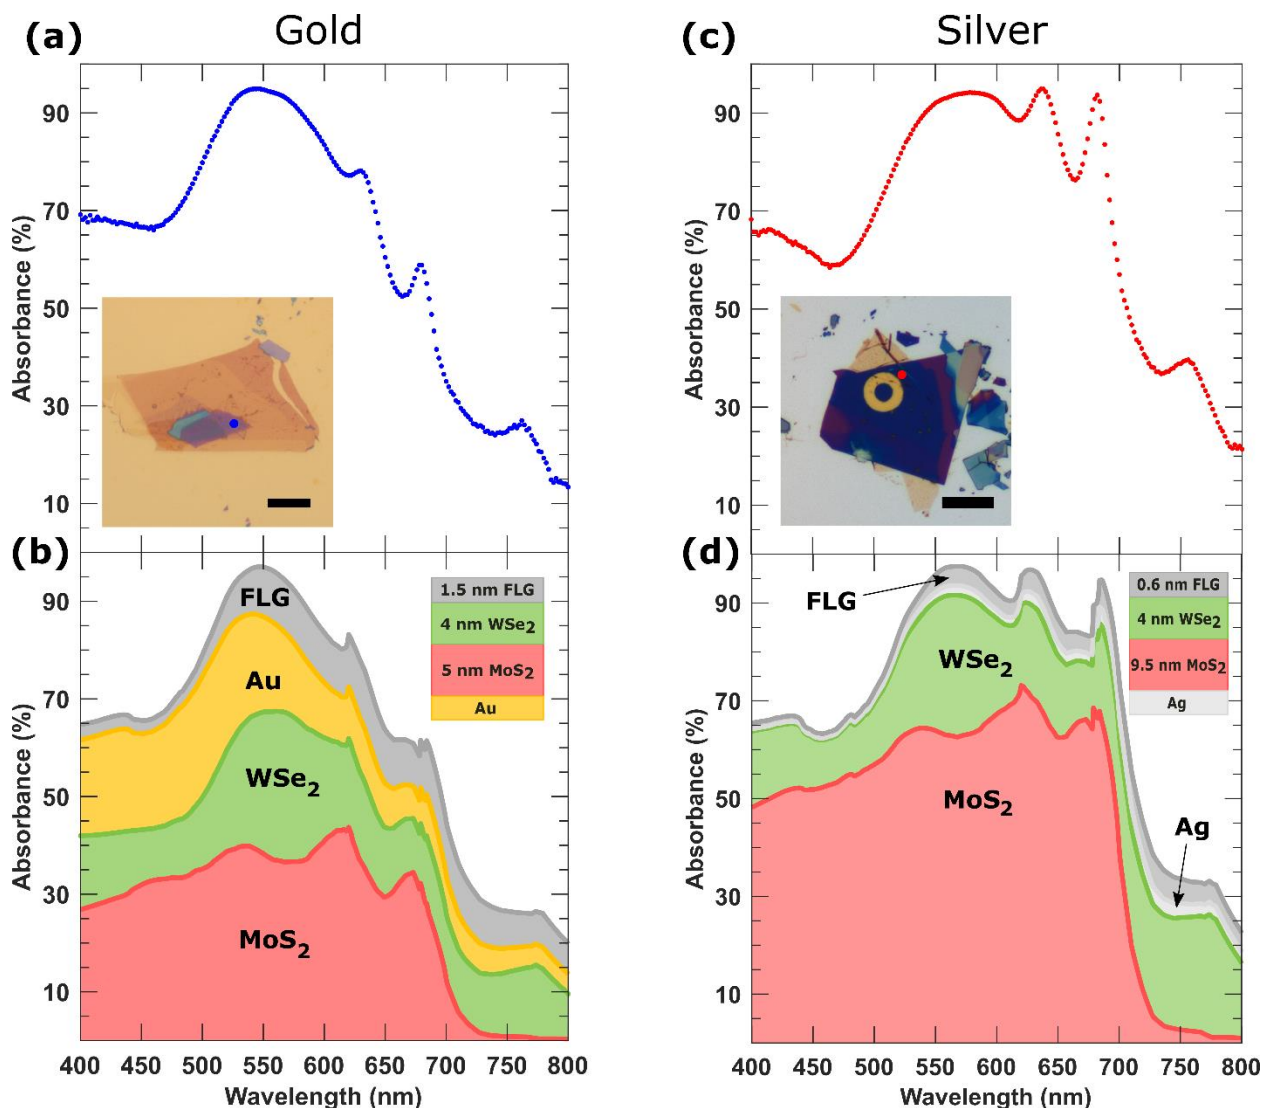 (a) Gold
90
70
50
30
10
Absorbance (%)
(b)
FLG
Au
WSe2
MoS2
1.5 nm FLG
4 nm WSe2
5 nm MoS2
Au
90
70
50
30
10
Absorbance (%)
400 450 500 550 600 650 700 750 800
Wavelength (nm)
(c) Silver
90
70
50
30
10
Absorbance (%)
(d)
FLG
WSe2
MoS2
Ag
0.6 nm FLG
4 nm WSe2
9.5 nm MoS2
Ag
90
70
50
30
10
Absorbance (%)
400 450 500 550 600 650 700 750 800
Wavelength (nm)